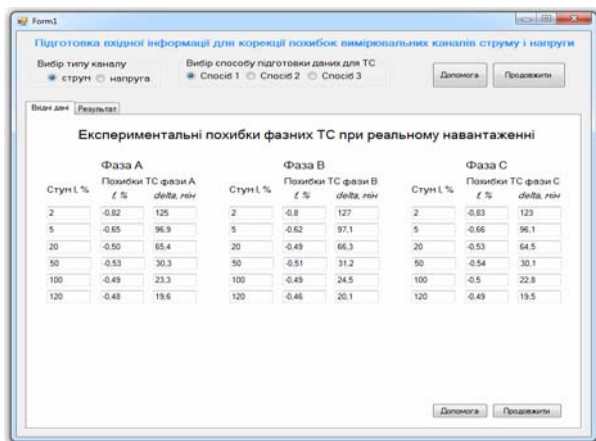 Form1
Підготовка вхідної інформації для корекції похибок вимірювальних каналів струму і напруги
Вибір типу каналу
струм напруга
Вибір способу підготовки даних для ТС
Спосіб 1 Спосіб 2 Спосіб 3
Допомога Продовжити
Вхідні дані Результат
Експериментальні похибки фазних ТС при реальному навантаженні
Фаза А Фаза В Фаза С
Стум І, % Похибки ТС фази А Стум І, % Похибки ТС фази В Стум І, % Похибки ТС фази С
f, % delta, мін f, % delta, мін f, % delta, мін
2 -0,82 125 2 -0,8 127 2 -0,83 123
5 -0,65 96,9 5 -0,62 97,1 5 -0,66 96,1
20 -0,50 65,4 20 -0,49 66,3 20 -0,53 64,5
50 -0,53 30,3 50 -0,51 31,2 50 -0,54 30,1
100 -0,49 23,3 100 -0,49 24,5 100 -0,5 22,8
120 -0,48 19,6 120 -0,46 20,1 120 -0,49 19,5
Допомога Продовжити